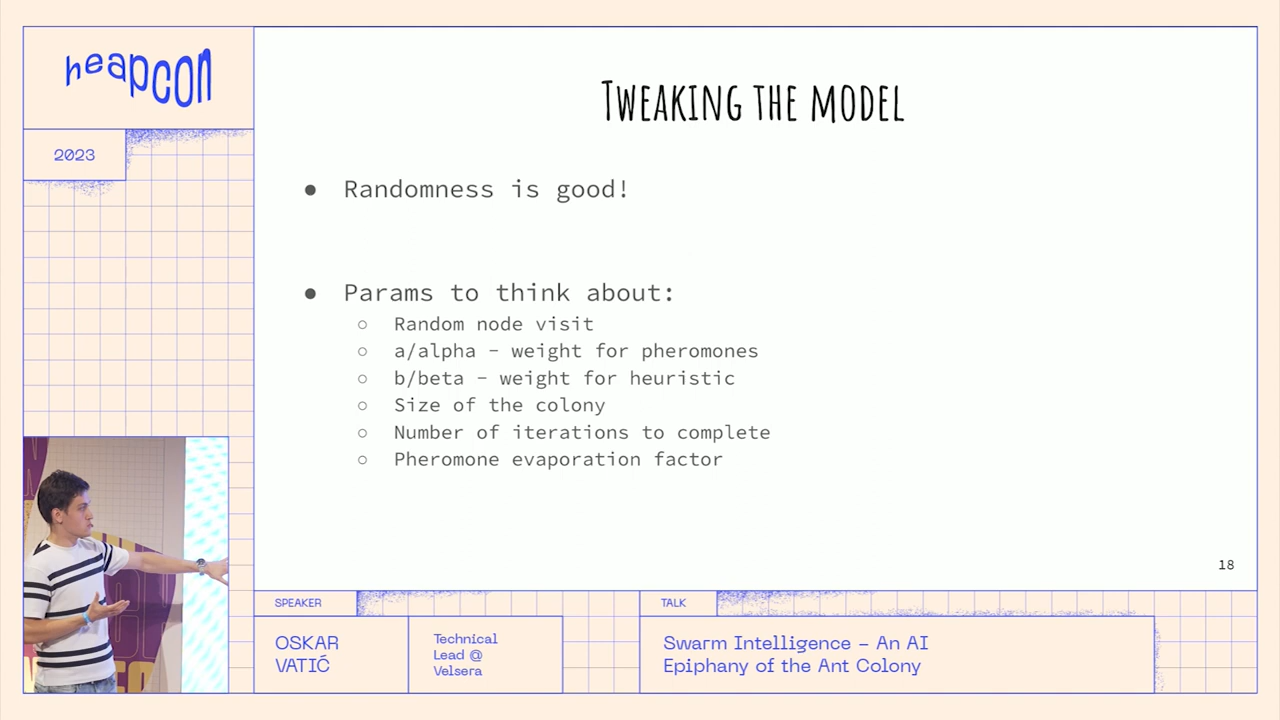 heapcon
2023
Tweaking the model
● Randomness is good!
● Params to think about:
○ Random node visit
○ a/alpha – weight for pheromones
○ b/beta – weight for heuristic
○ Size of the colony
○ Number of iterations to complete
○ Pheromone evaporation factor
18
SPEAKER
OSKAR
VATIĆ
Technical
Lead @
Velsera
TALK
Swarm Intelligence – An AI
Epiphany of the Ant Colony